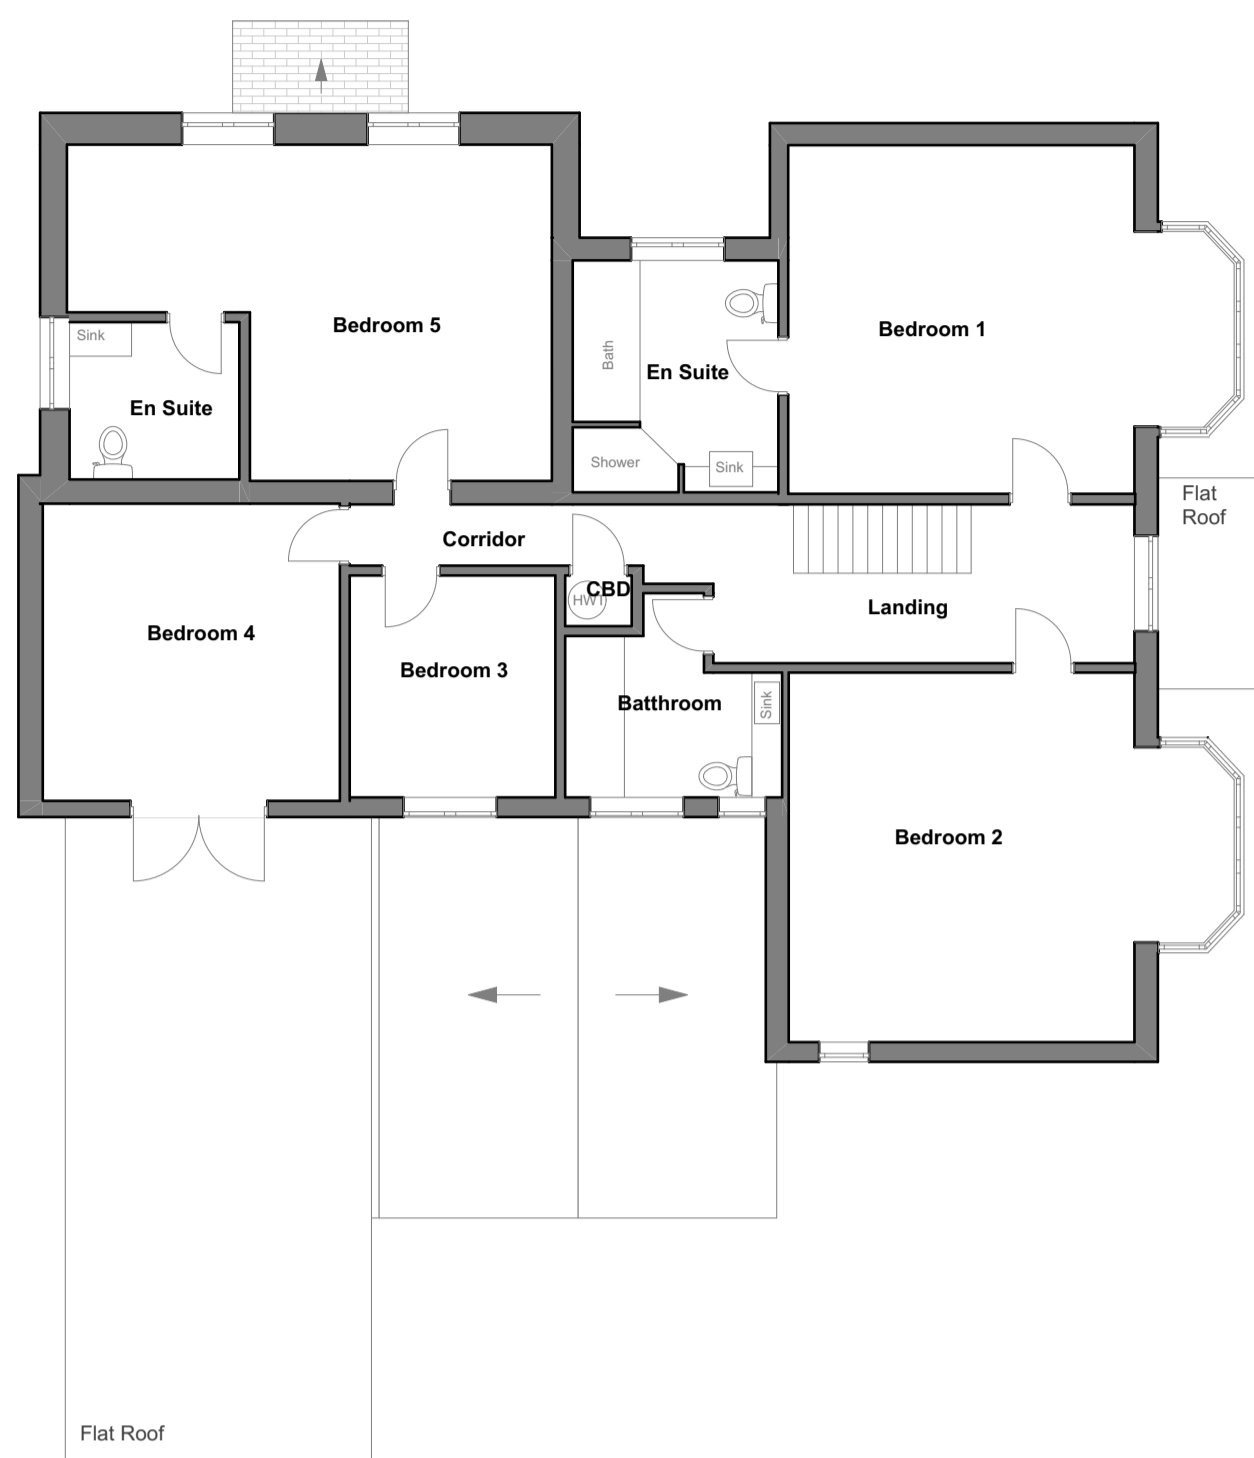 Bedroom 5
Bedroom 1
Sink
En Suite
Bath
En Suite
Shower
Sink
Flat
Roof
Corridor
CBD
HWT
Landing
Bedroom 4
Bedroom 3
Batthroom
Sink
Bedroom 2
Flat Roof